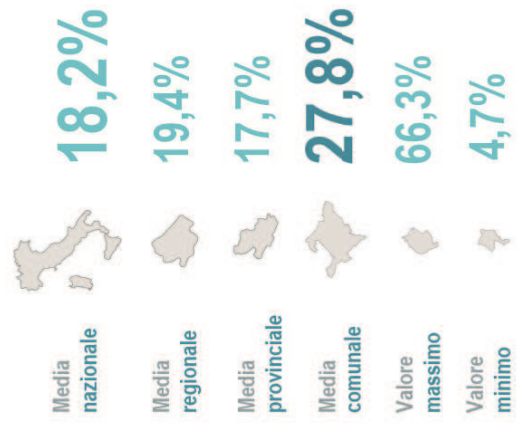 Media
nazionale
18,2%
Media
regionale
19,4%
Media
provinciale
17,7%
Media
comunale
27,8%
Valore
massimo
66,3%
Valore
minimo
4,7%